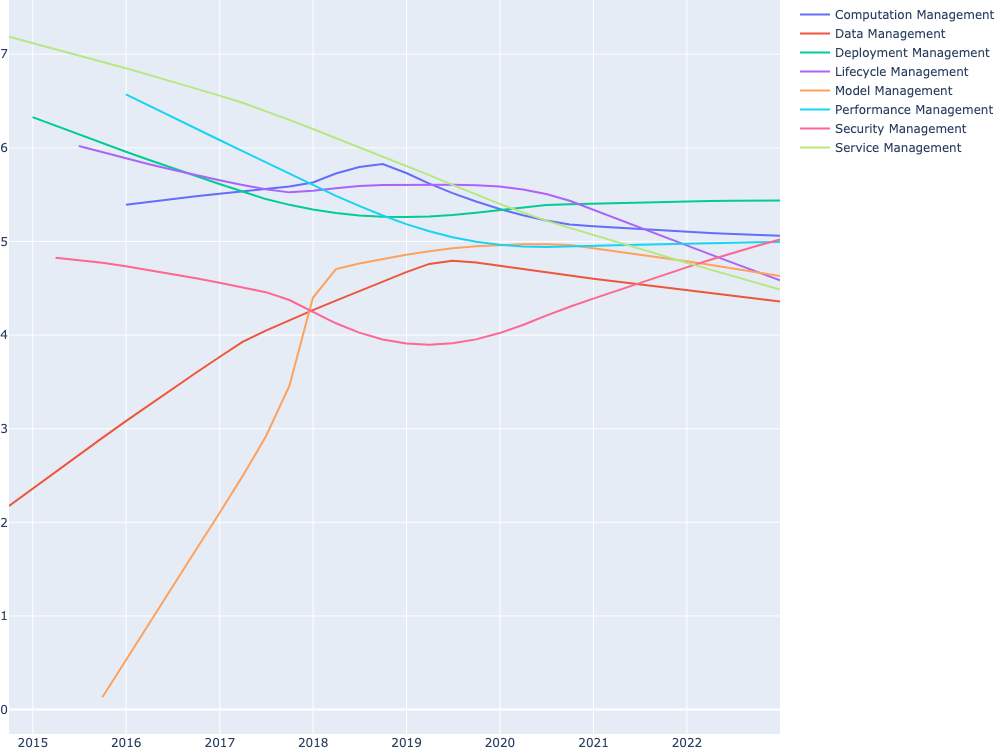 Computation Management
Data Management
Deployment Management
Lifecycle Management
Model Management
Performance Management
Security Management
Service Management
7
6
5
4
3
2
1
0
2015 2016 2017 2018 2019 2020 2021 2022